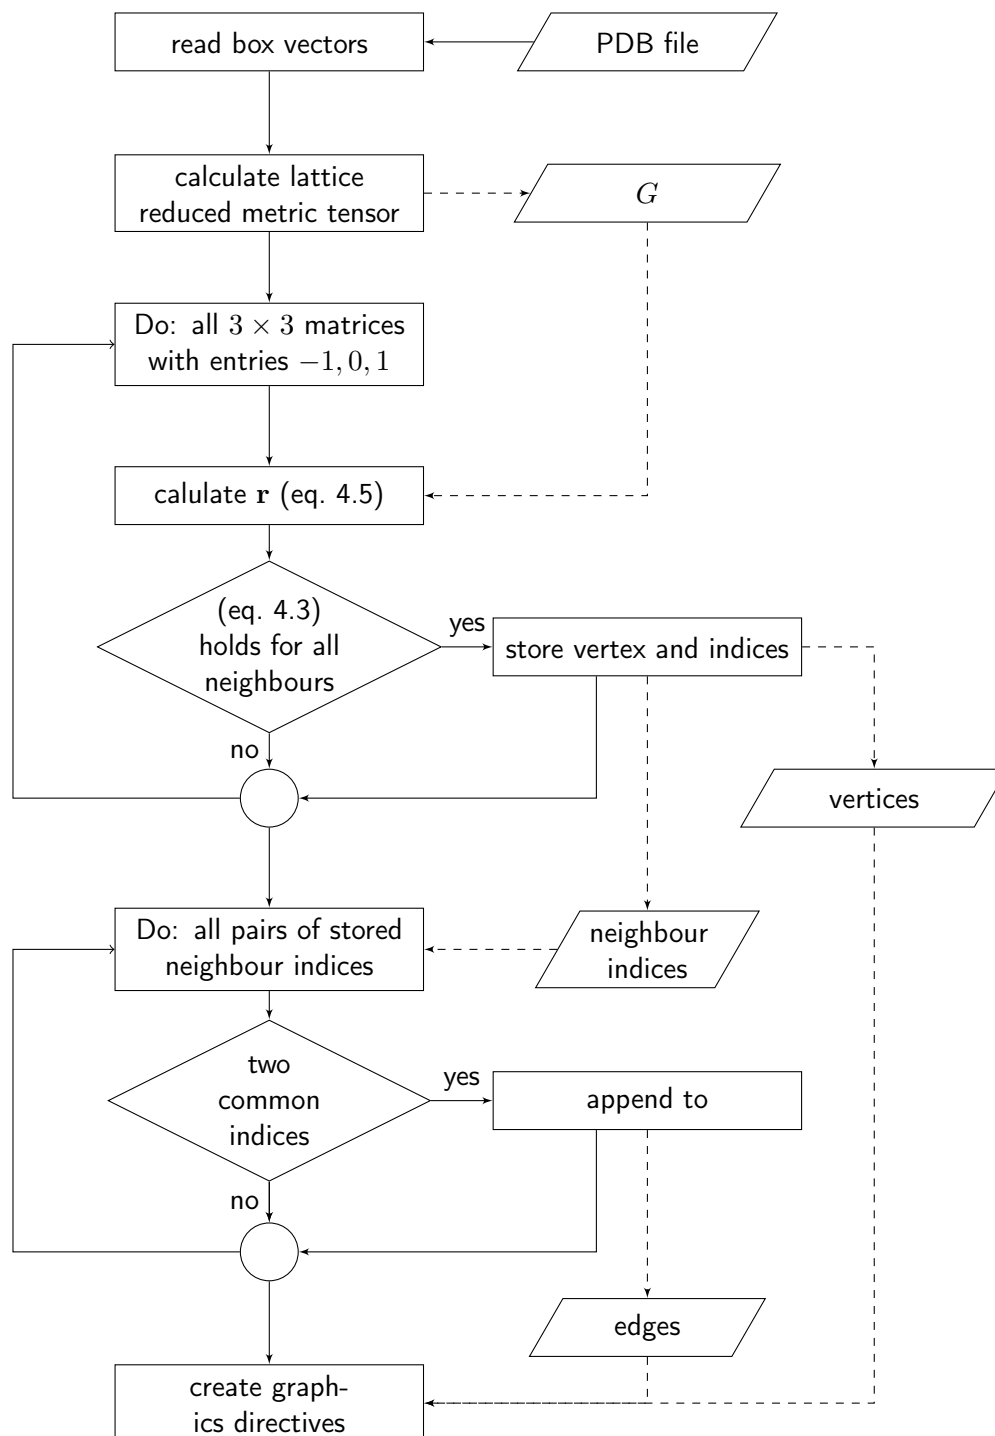 read box vectors
PDB file
calculate lattice
reduced metric tensor
G
Do: all 3 × 3 matrices
with entries −1, 0, 1
calulate r (eq. 4.5)
(eq. 4.3)
holds for all
neighbours
yes
store vertex and indices
no
vertices
Do: all pairs of stored
neighbour indices
neighbour
indices
two
common
indices
yes
append to
no
edges
create graph-
ics directives